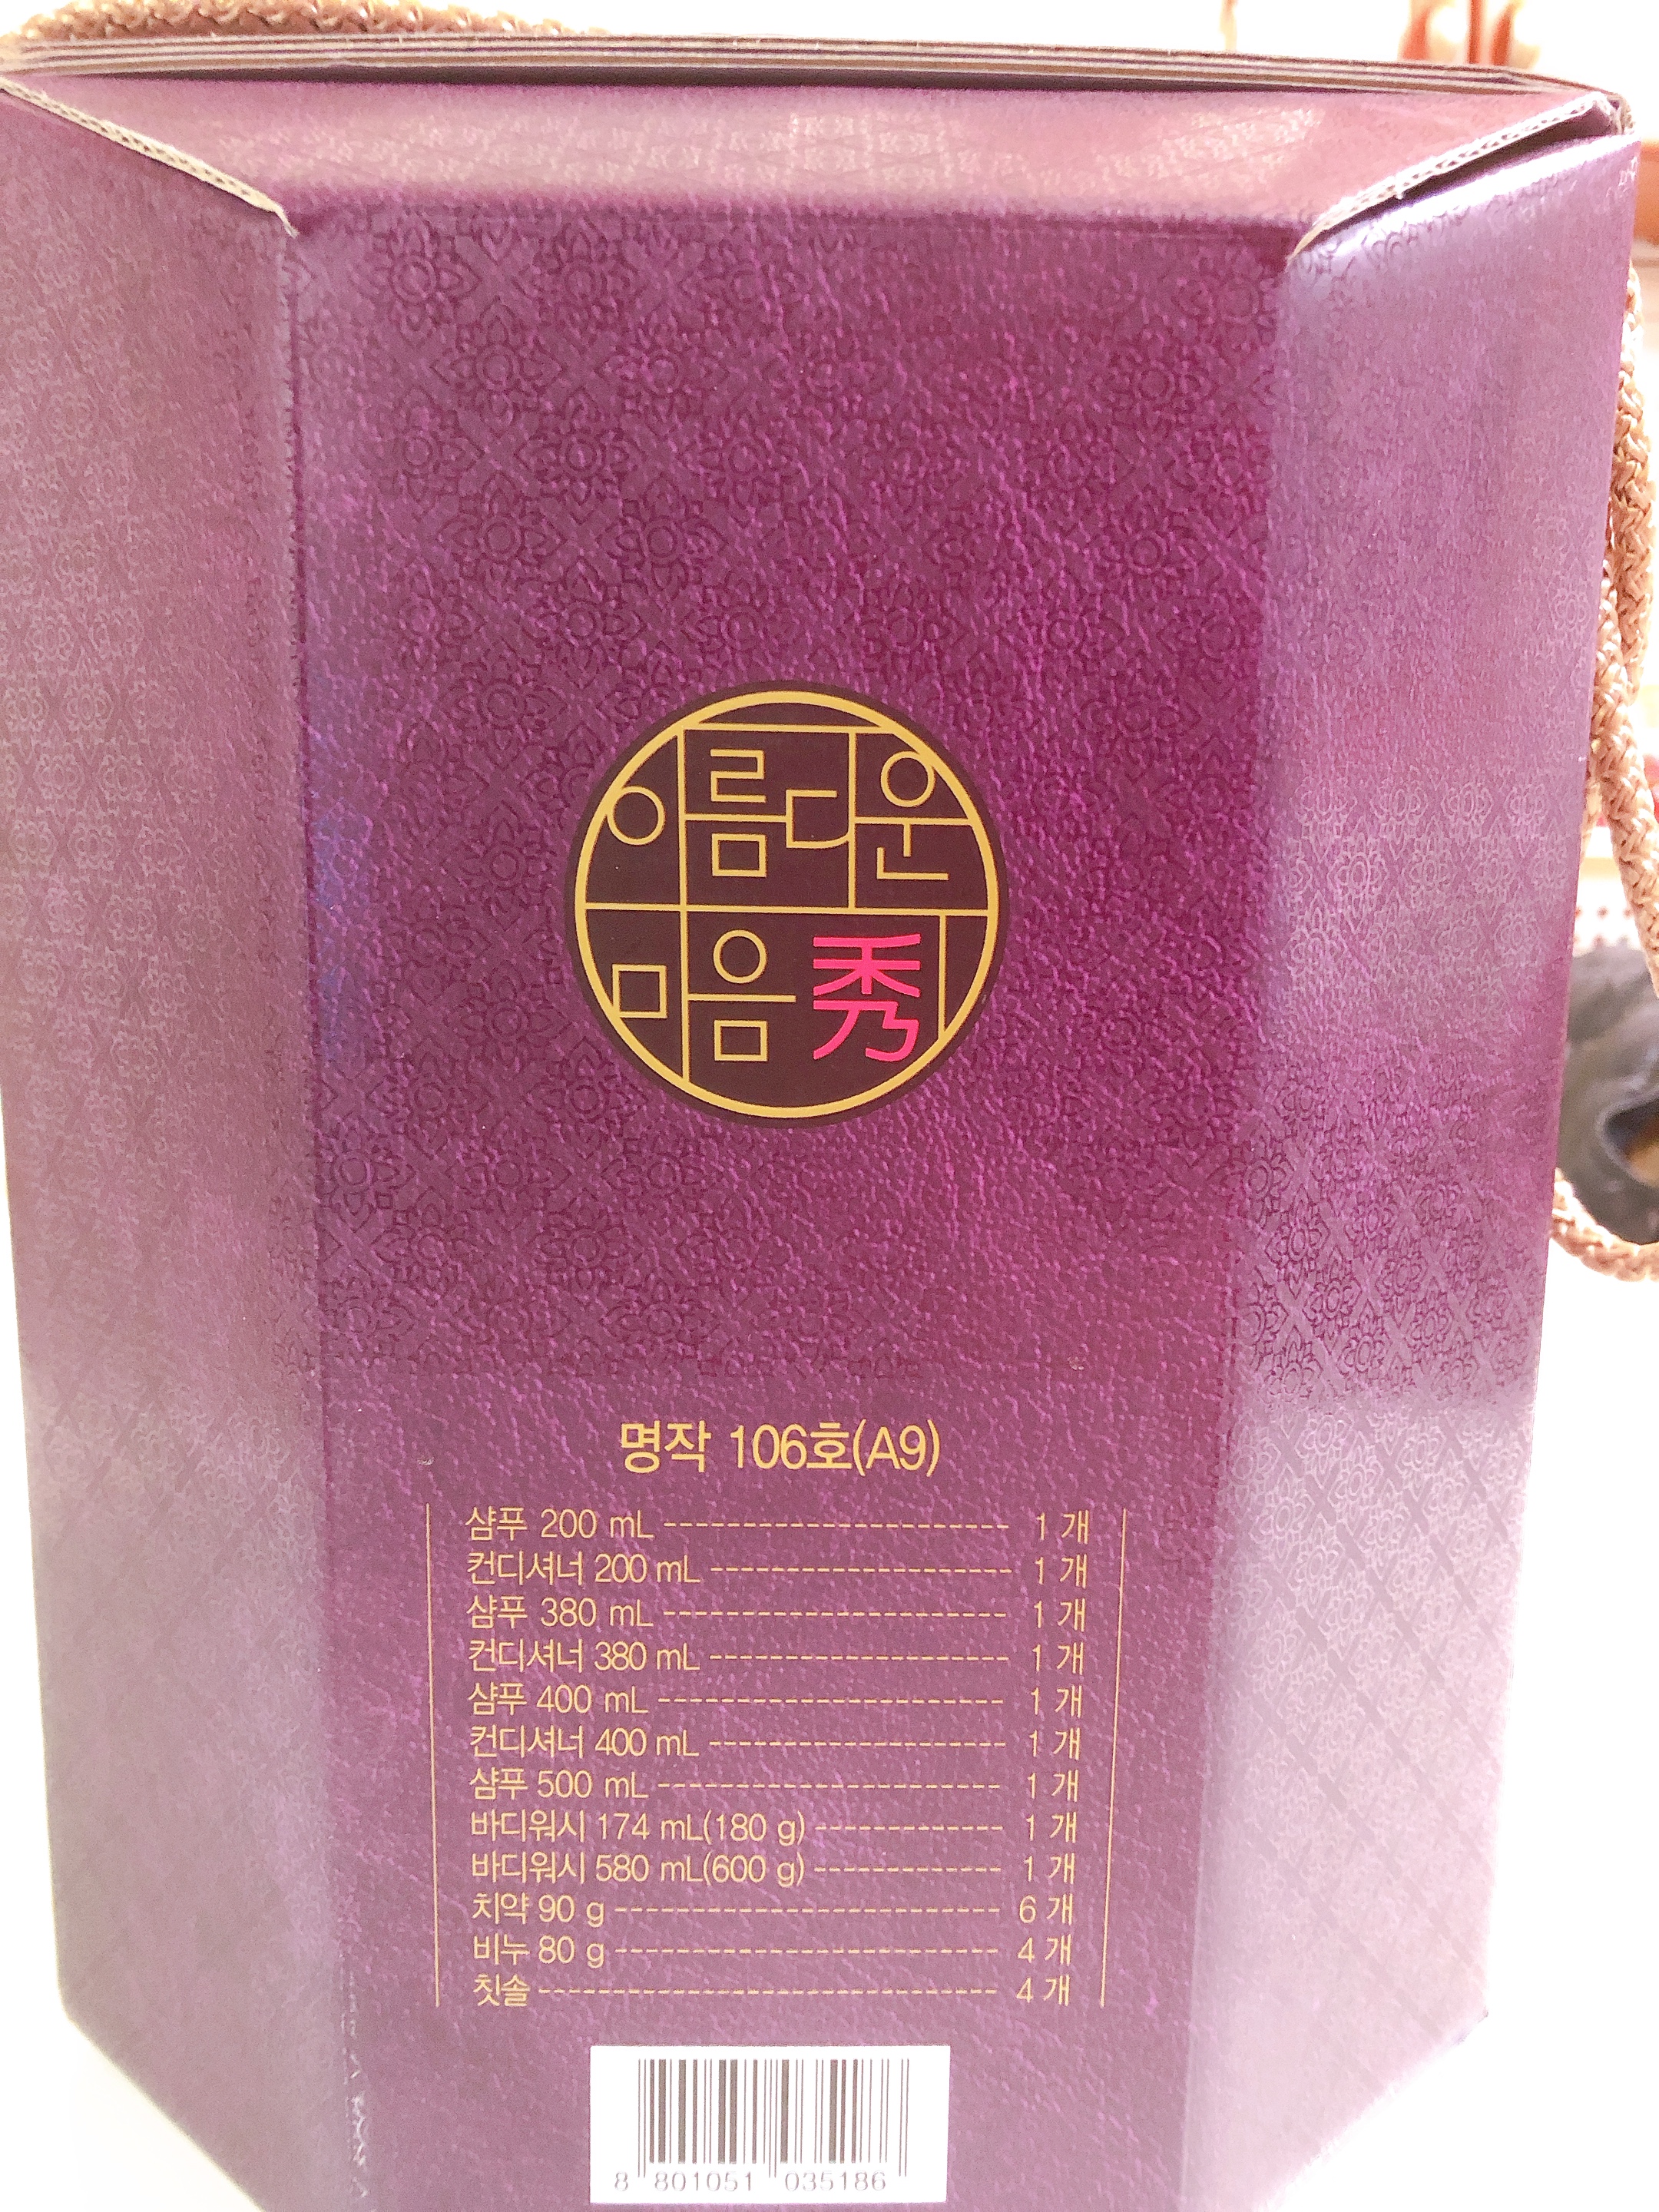 아름다운
마음 秀
명작 106호(A9)
샴푸 200 mL ---------------------- 1 개
컨디셔너 200 mL ------------------- 1 개
샴푸 380 mL ---------------------- 1 개
컨디셔너 380 mL ------------------- 1 개
샴푸 400 mL ---------------------- 1 개
컨디셔너 400 mL ------------------- 1 개
샴푸 500 mL ---------------------- 1 개
바디워시 174 mL(180 g) ------------ 1 개
바디워시 580 mL(600 g) ------------ 1 개
치약 90 g ------------------------- 6 개
비누 80 g ------------------------- 4 개
칫솔 ----------------------------- 4 개
8 801051 035186